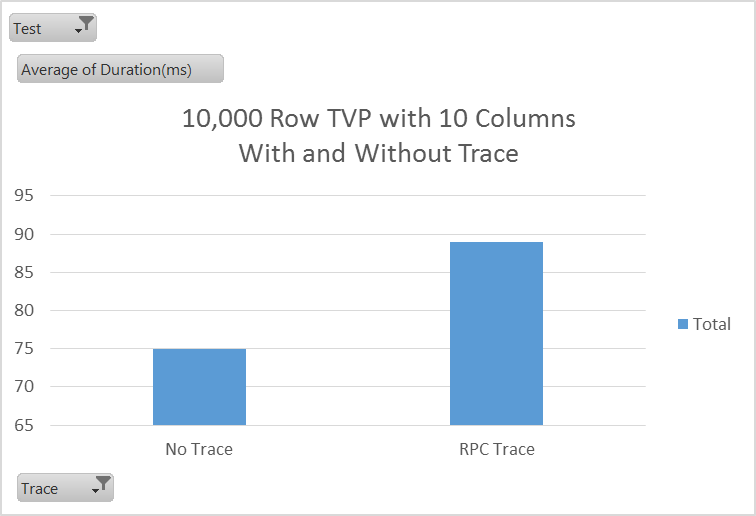 Test
Average of Duration(ms)
10,000 Row TVP with 10 Columns
With and Without Trace
95
90
85
80
75
70
65
No Trace
RPC Trace
Total
Trace